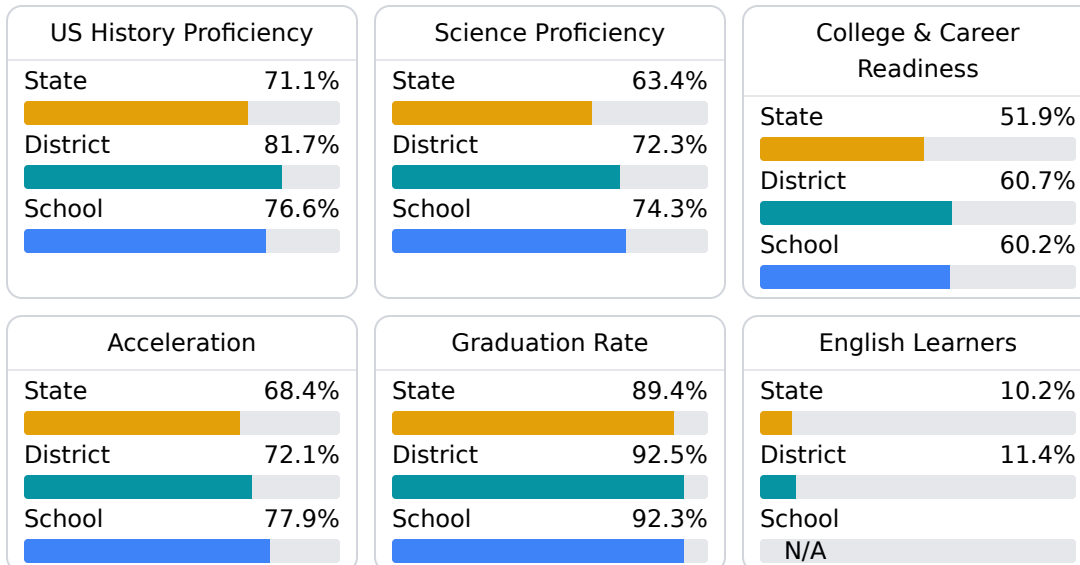 US History Proficiency
State 71.1%
District 81.7%
School 76.6%
Science Proficiency
State 63.4%
District 72.3%
School 74.3%
College & Career
Readiness
State 51.9%
District 60.7%
School 60.2%
Acceleration
State 68.4%
District 72.1%
School 77.9%
Graduation Rate
State 89.4%
District 92.5%
School 92.3%
English Learners
State 10.2%
District 11.4%
School
N/A